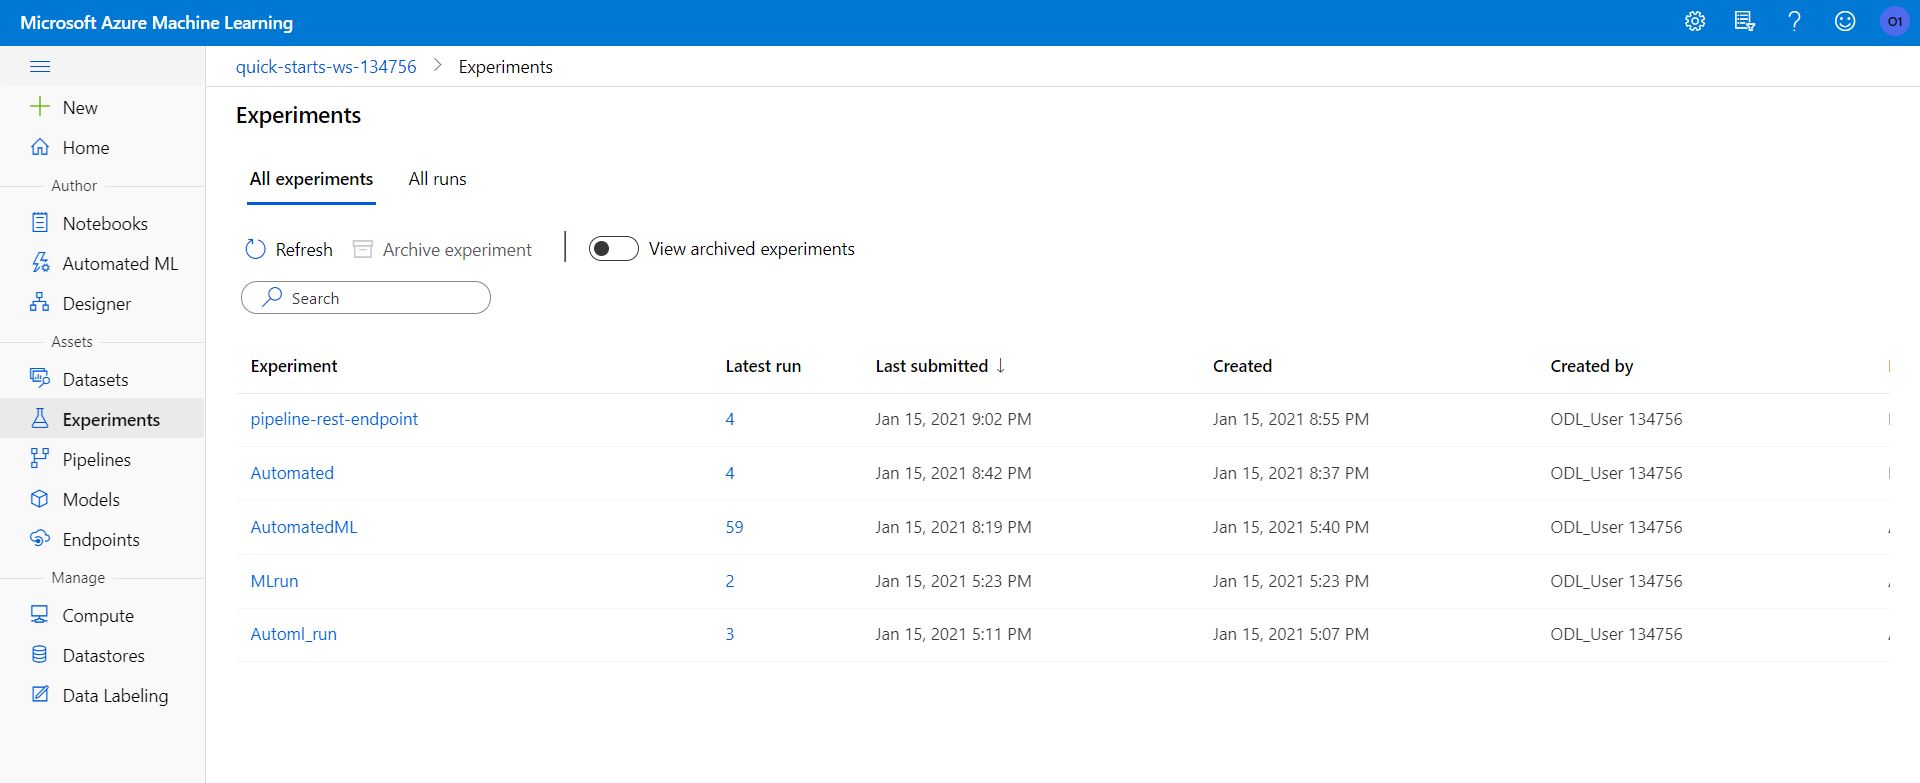 Microsoft Azure Machine Learning
O1
quick-starts-ws-134756 > Experiments
New
Home
Author
Notebooks
Automated ML
Designer
Assets
Datasets
Experiments
Pipelines
Models
Endpoints
Manage
Compute
Datastores
Data Labeling
Experiments
All experiments All runs
Refresh Archive experiment View archived experiments
Search
Experiment Latest run Last submitted ↓ Created Created by
pipeline-rest-endpoint 4 Jan 15, 2021 9:02 PM Jan 15, 2021 8:55 PM ODL_User 134756
Automated 4 Jan 15, 2021 8:42 PM Jan 15, 2021 8:37 PM ODL_User 134756
AutomatedML 59 Jan 15, 2021 8:19 PM Jan 15, 2021 5:40 PM ODL_User 134756
MLrun 2 Jan 15, 2021 5:23 PM Jan 15, 2021 5:23 PM ODL_User 134756
Automl_run 3 Jan 15, 2021 5:11 PM Jan 15, 2021 5:07 PM ODL_User 134756